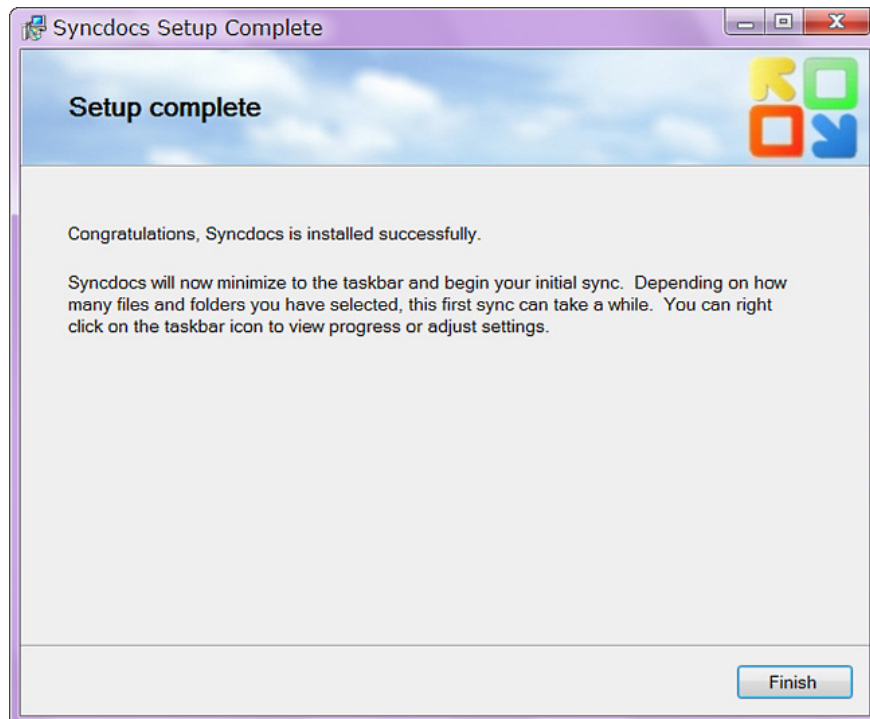 Syncdocs Setup Complete
Setup complete
Congratulations, Syncdocs is installed successfully.
Syncdocs will now minimize to the taskbar and begin your initial sync.  Depending on how
many files and folders you have selected, this first sync can take a while.  You can right
click on the taskbar icon to view progress or adjust settings.
Finish